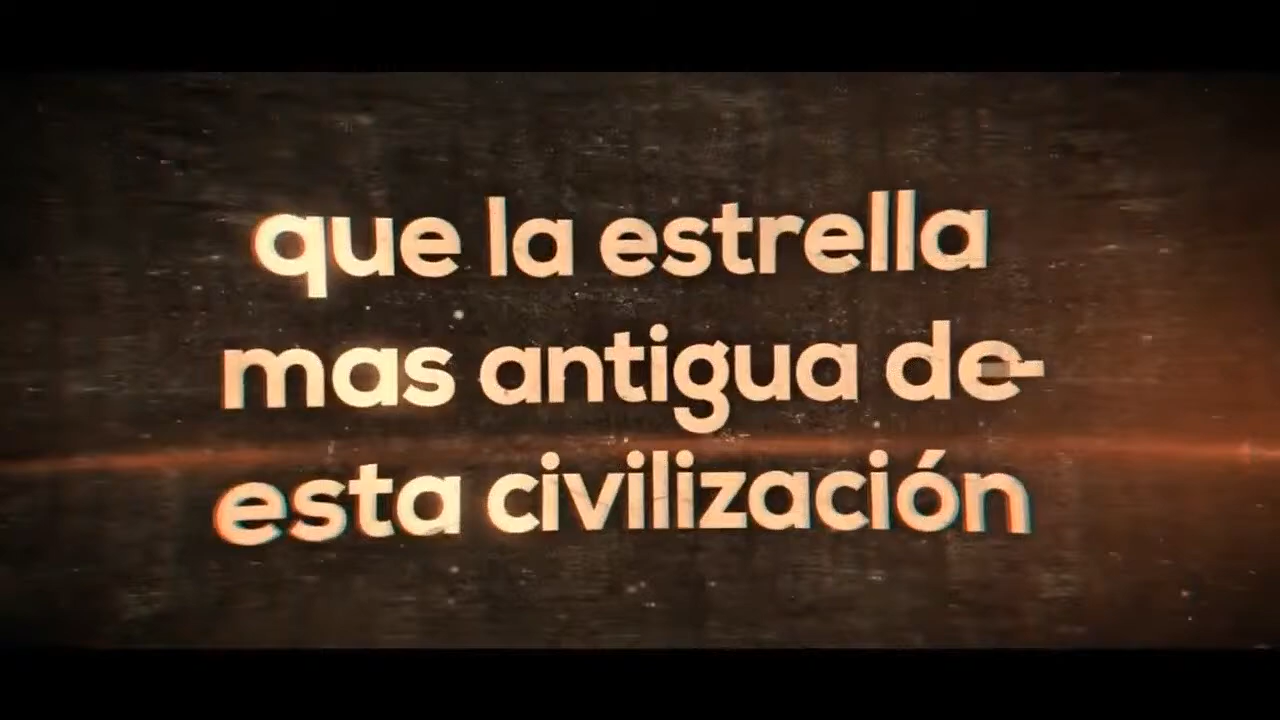 que la estrella
mas antigua de
esta civilización